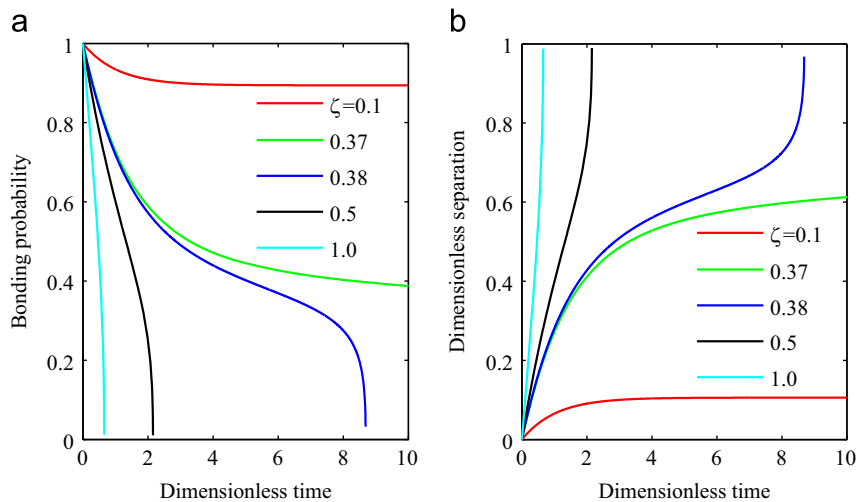 a
1
0.8
0.6
0.4
0.2
0
0 2 4 6 8 10
Bonding probability
Dimensionless time
ζ=0.1
0.37
0.38
0.5
1.0
b
1
0.8
0.6
0.4
0.2
0
0 2 4 6 8 10
Dimensionless separation
Dimensionless time
ζ=0.1
0.37
0.38
0.5
1.0